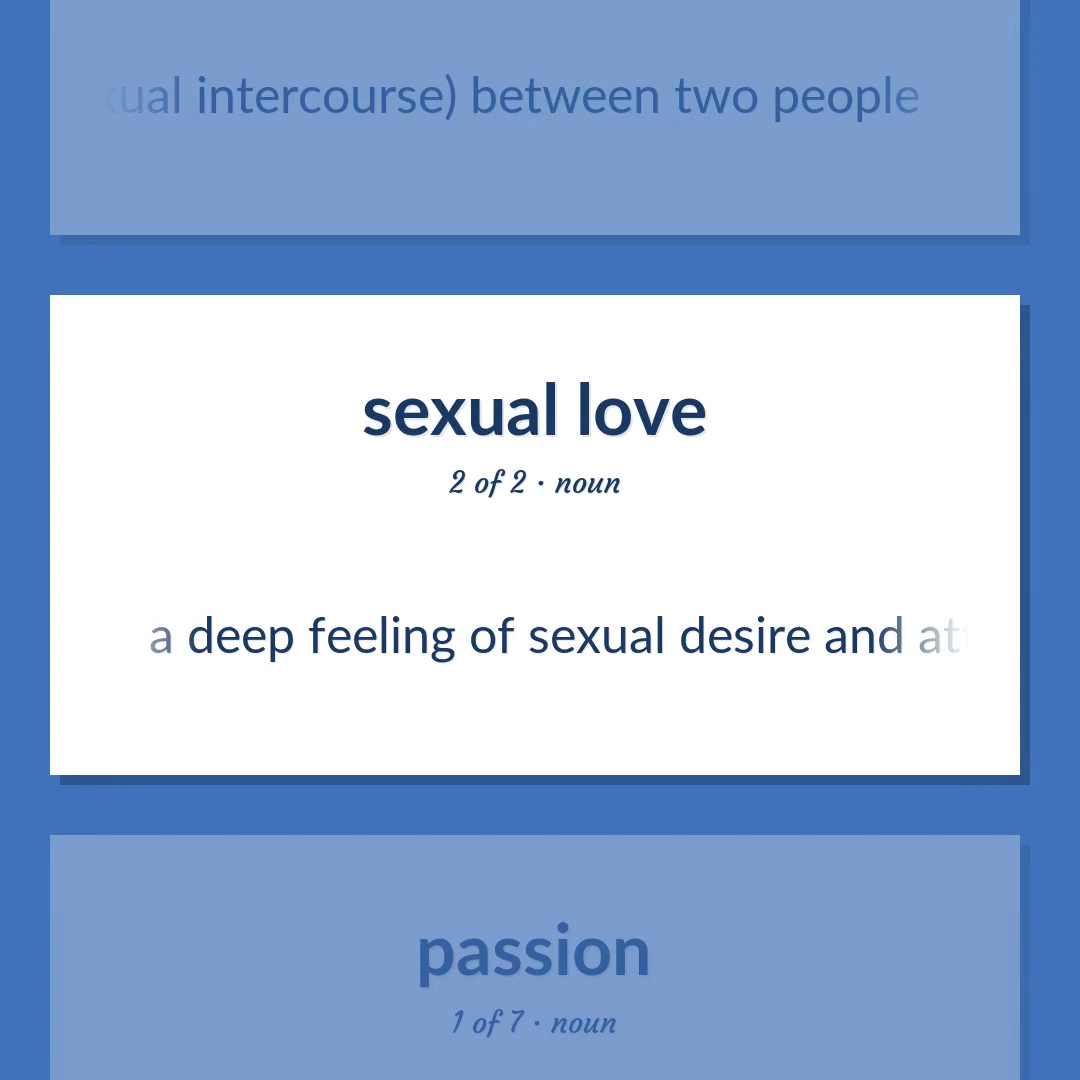 intercourse) between two people
sexual love
2 of 2 · noun
a deep feeling of sexual desire and
passion
1 of 7 · noun